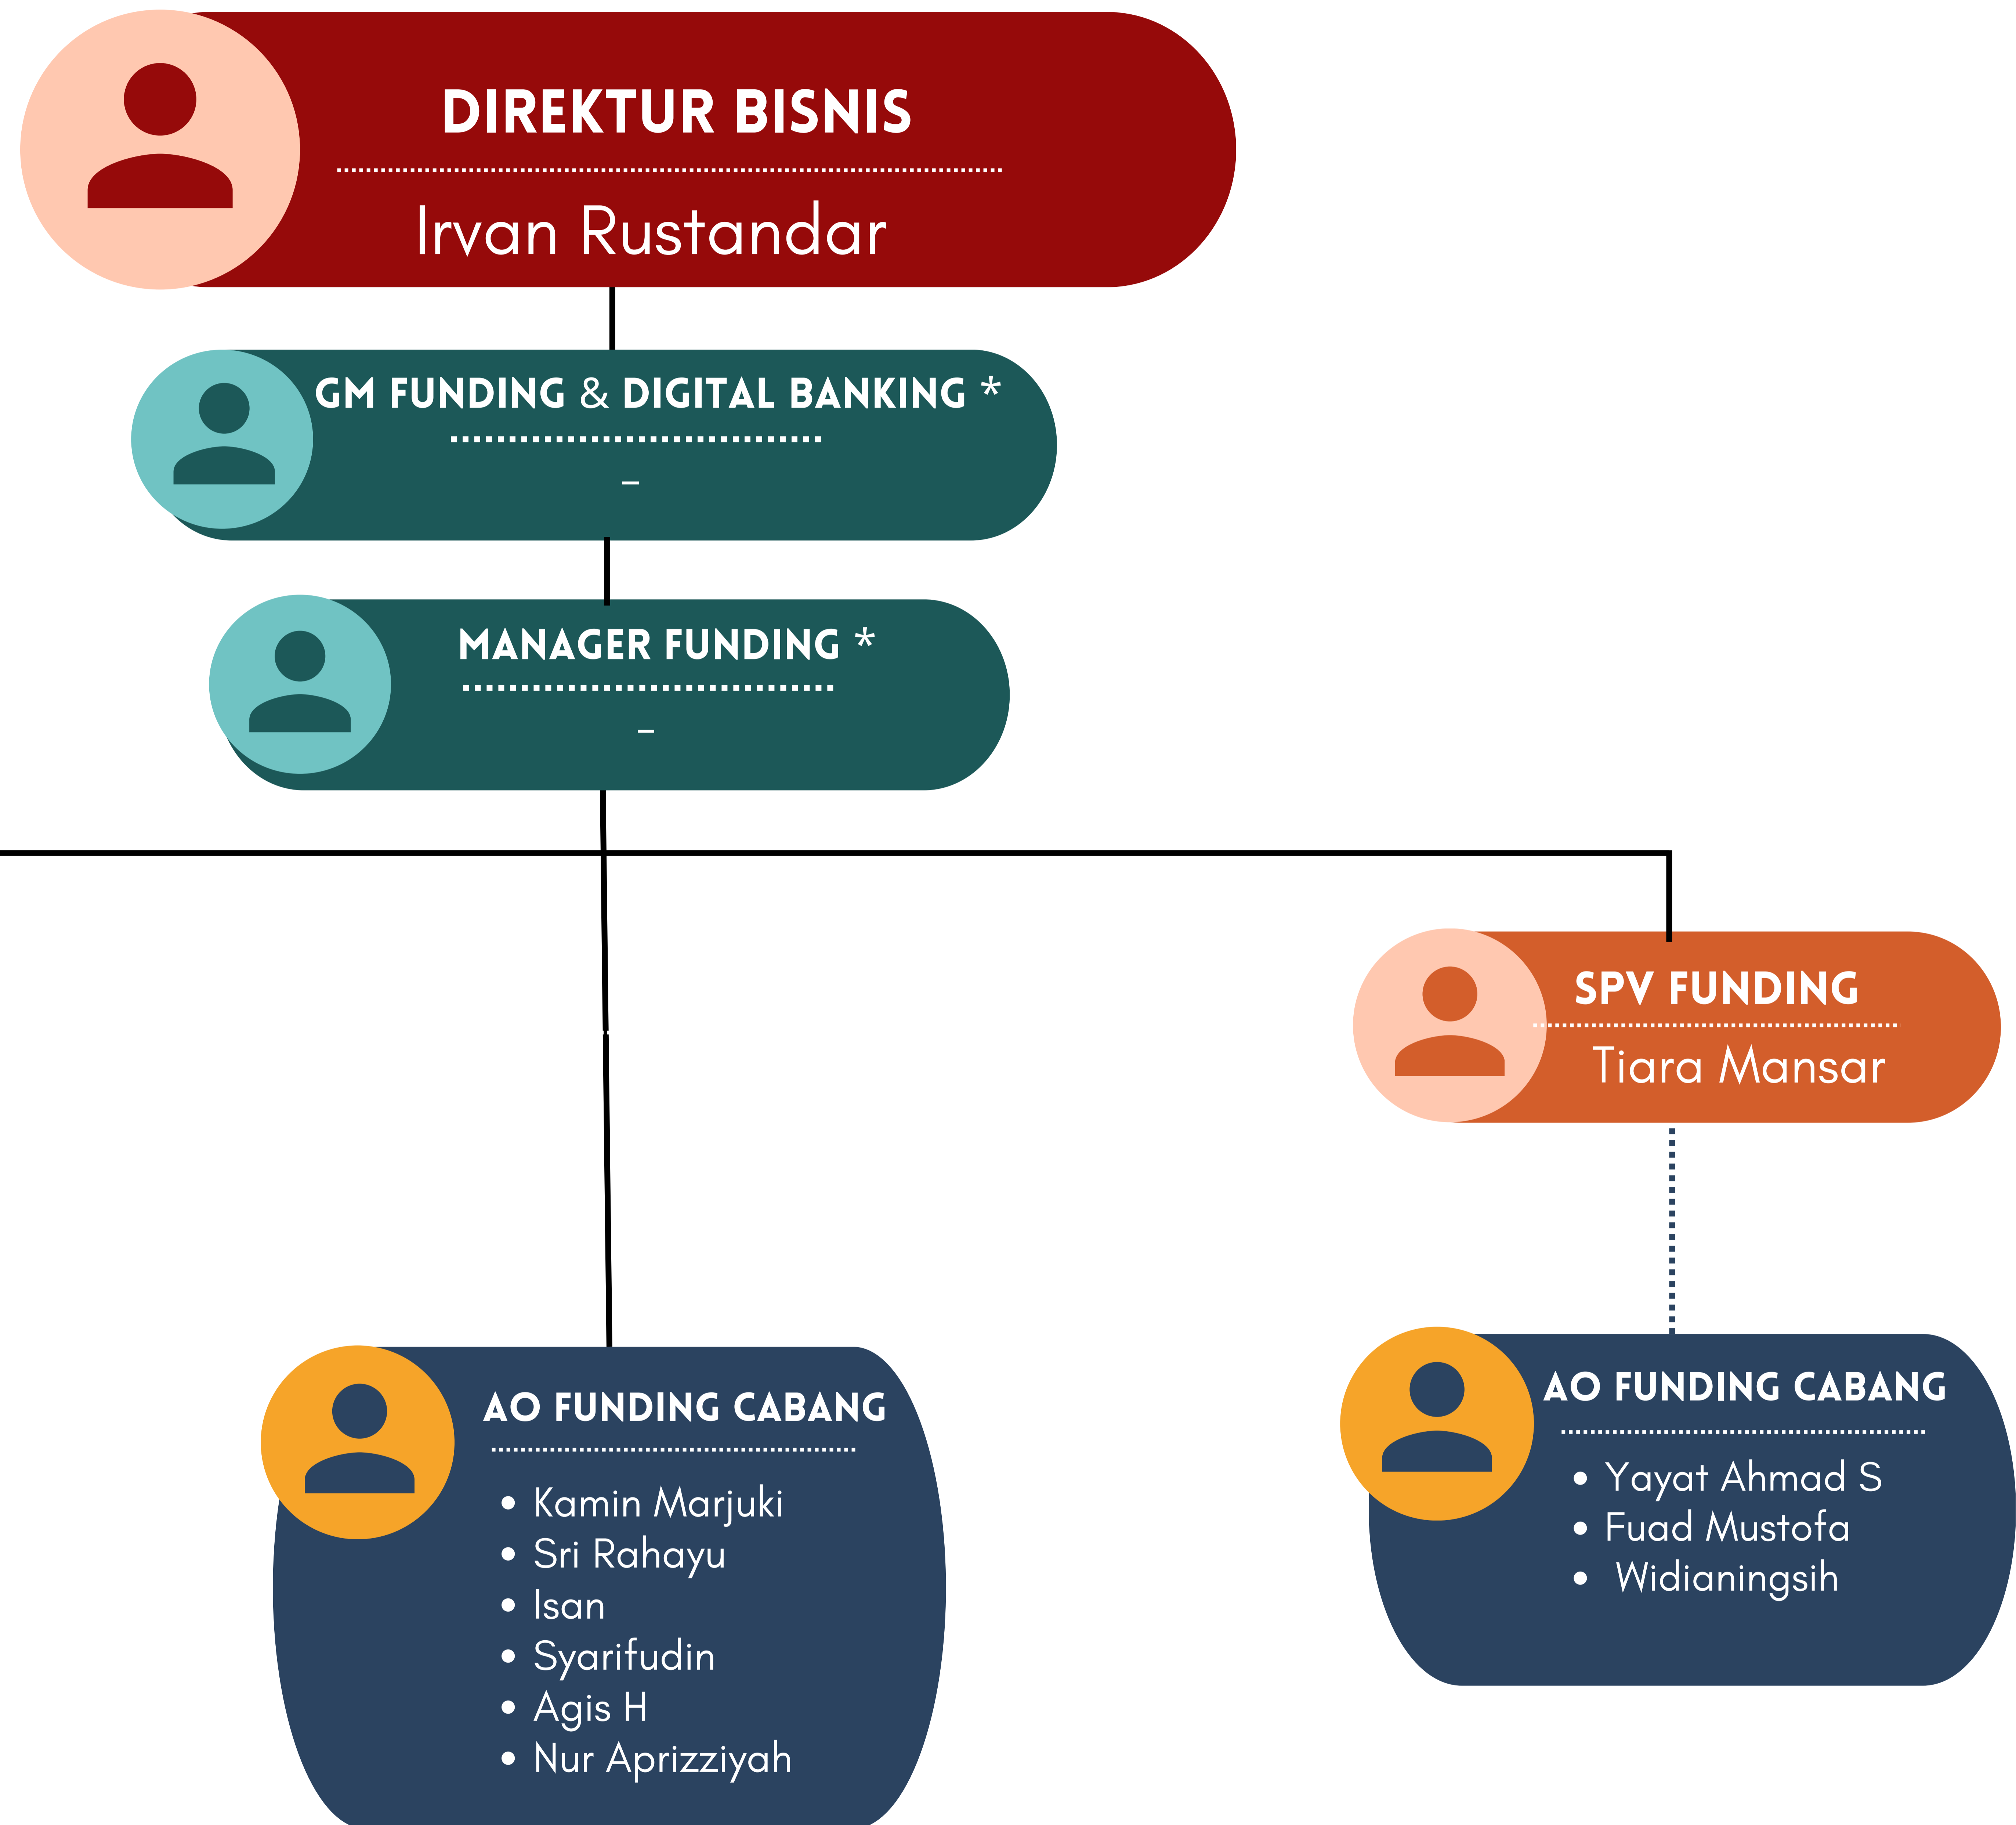 DIREKTUR BISNIS
Irvan Rustandar
GM FUNDING & DIGITAL BANKING *
-
MANAGER FUNDING *
-
SPV FUNDING
Tiara Mansar
AO FUNDING CABANG
• Kamin Marjuki
• Sri Rahayu
• Isan
• Syarifudin
• Agis H
• Nur Aprizziyah
AO FUNDING CABANG
• Yayat Ahmad S
• Fuad Mustofa
• Widianingsih